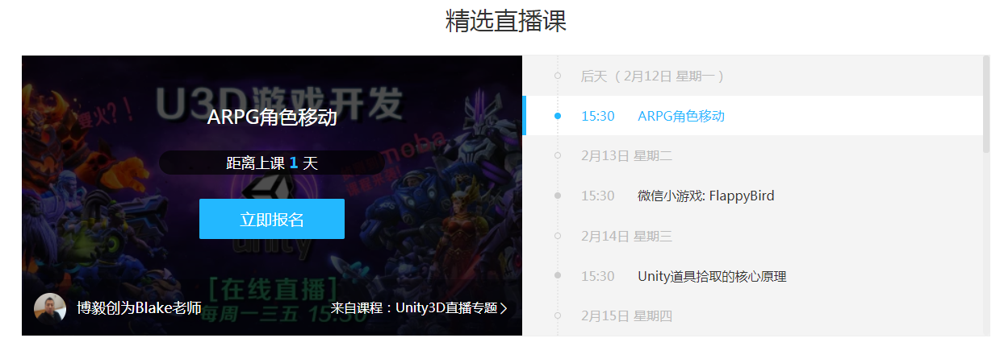 精选直播课
U3D游戏开发
要火?!
ARPG角色移动
moba
距离上课 1 天
立即报名
unity
[在线直播]
每周一三五 15:30
博毅创为Blake老师
来自课程：Unity3D直播专题
后天 （ 2月12日 星期一 ）
15:30 ARPG角色移动
2月13日 星期二
15:30 微信小游戏: FlappyBird
2月14日 星期三
15:30 Unity道具拾取的核心原理
2月15日 星期四